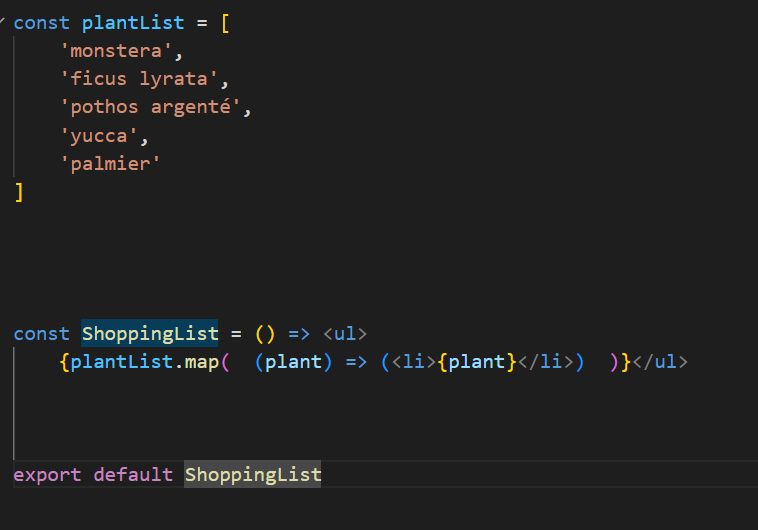 const plantList = [
    'monstera',
    'ficus lyrata',
    'pothos argenté',
    'yucca',
    'palmier'
]
const ShoppingList = () => <ul>
    {plantList.map(  (plant) => (<li>{plant}</li>)  )}</ul>
export default ShoppingList